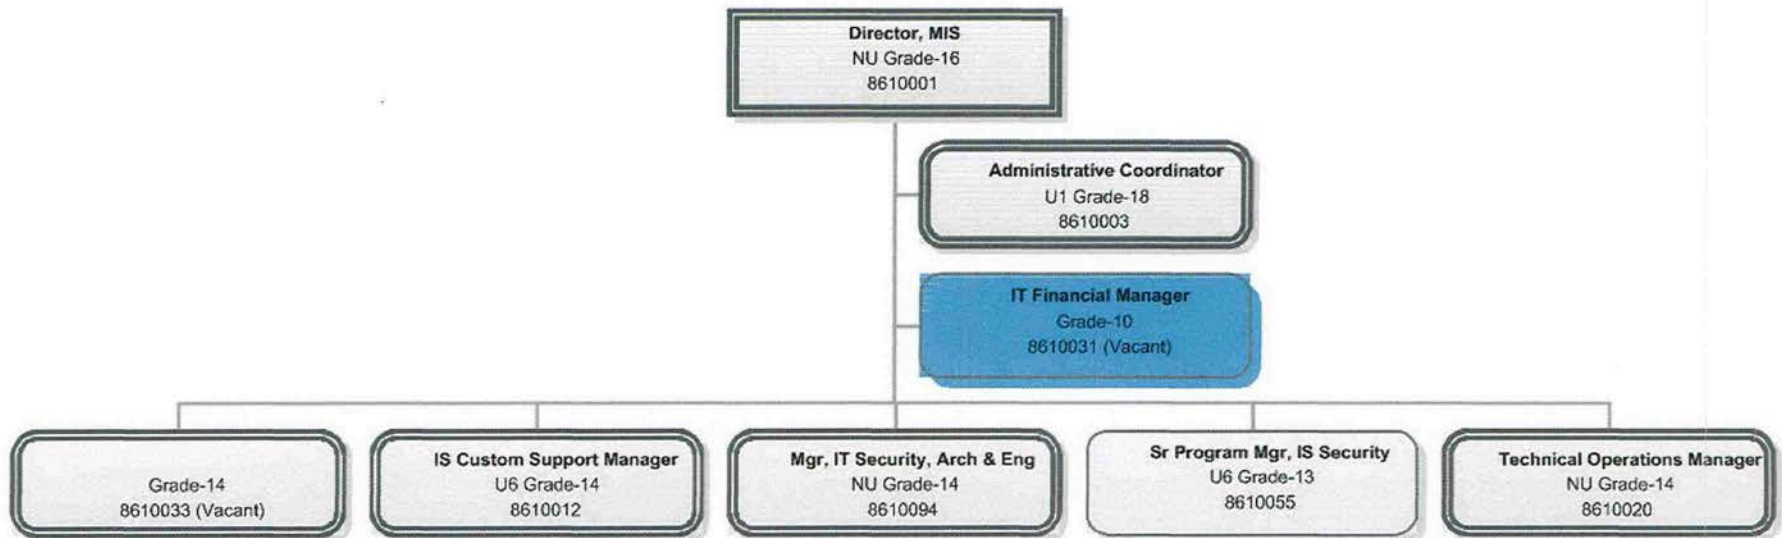 Director, MIS
NU Grade-16
8610001
Administrative Coordinator
U1 Grade-18
8610003
IT Financial Manager
Grade-10
8610031 (Vacant)
Grade-14
8610033 (Vacant)
IS Custom Support Manager
U6 Grade-14
8610012
Mgr, IT Security, Arch & Eng
NU Grade-14
8610094
Sr Program Mgr, IS Security
U6 Grade-13
8610055
Technical Operations Manager
NU Grade-14
8610020